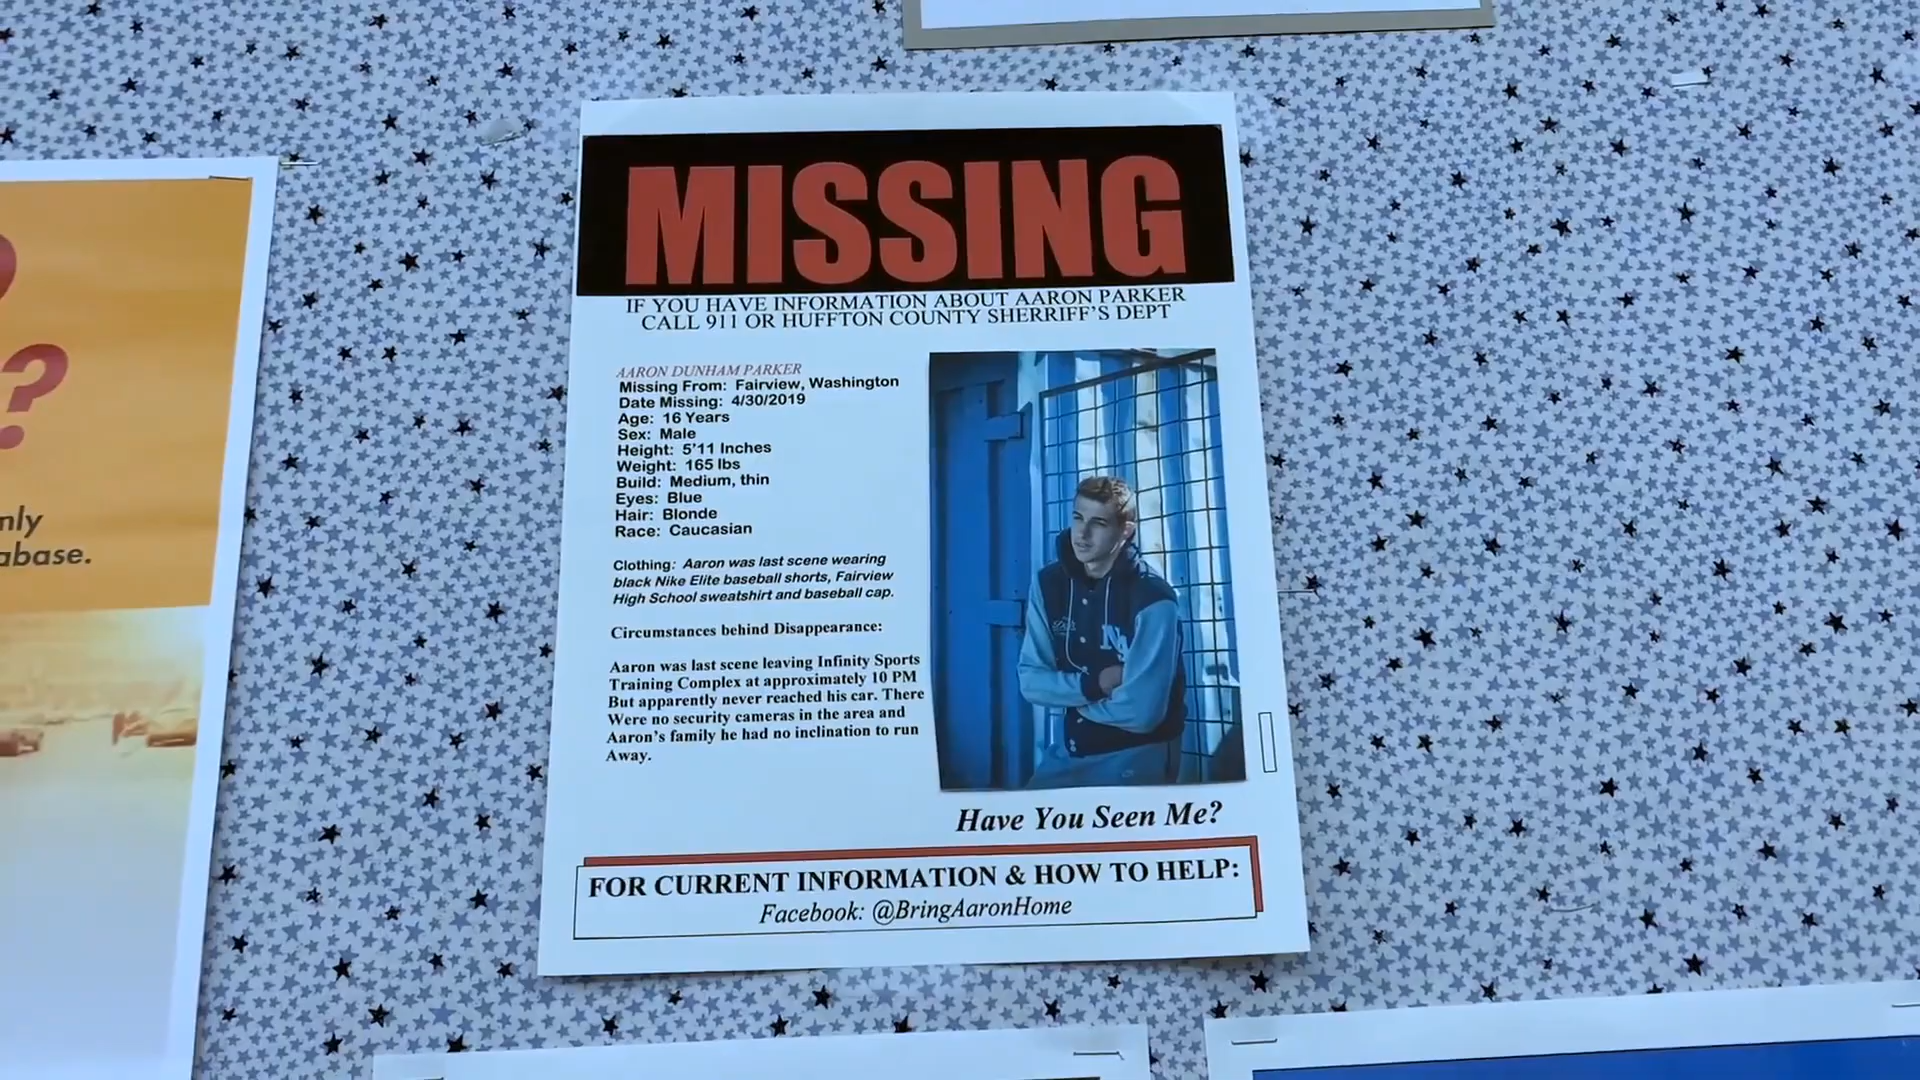 ?
nly
abase.
MISSING
IF YOU HAVE INFORMATION ABOUT AARON PARKER
CALL 911 OR HUFFTON COUNTY SHERRIFF'S DEPT
AARON DUNHAM PARKER
Missing From: Fairview, Washington
Date Missing: 4/30/2019
Age: 16 Years
Sex: Male
Height: 5'11 Inches
Weight: 165 lbs
Build: Medium, thin
Eyes: Blue
Hair: Blonde
Race: Caucasian
Clothing: Aaron was last scene wearing
black Nike Elite baseball shorts, Fairview
High School sweatshirt and baseball cap.
Circumstances behind Disappearance:
Aaron was last scene leaving Infinity Sports
Training Complex at approximately 10 PM
But apparently never reached his car. There
Were no security cameras in the area and
Aaron's family he had no inclination to run
Away.
Have You Seen Me?
FOR CURRENT INFORMATION & HOW TO HELP:
Facebook: @BringAaronHome